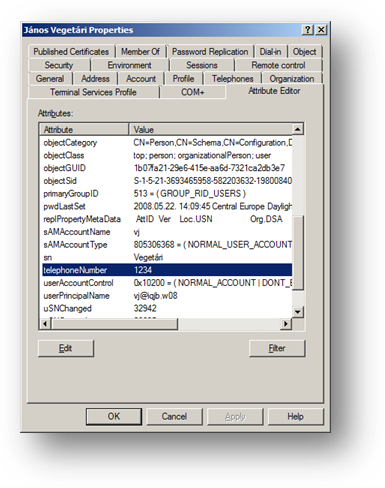 János Vegetári Properties
Published Certificates Member Of Password Replication Dial-in Object
Security Environment Sessions Remote control
General Address Account Profile Telephones Organization
Terminal Services Profile COM+ Attribute Editor
Attributes:
Attribute Value
objectCategory CN=Person,CN=Schema,CN=Configuration,D
objectClass top; person; organizationalPerson; user
objectGUID 1b07fa21-29e6-415e-aa6d-7321ca2db3e7
objectSid S-1-5-21-3693465958-582203632-19800840
primaryGroupID 513 = ( GROUP_RID_USERS )
pwdLastSet 2008.05.22. 14:09:45 Central Europe Dayligh
replPropertyMetaData AttID Ver Loc.USN Org.DSA
sAMAccountName vj
sAMAccountType 805306368 = ( NORMAL_USER_ACCOUNT
sn Vegetári
telephoneNumber 1234
userAccountControl 0x10200 = ( NORMAL_ACCOUNT | DONT_E
userPrincipalName vj@iqjb.w08
uSNChanged 32942
Edit Filter
OK Cancel Apply Help